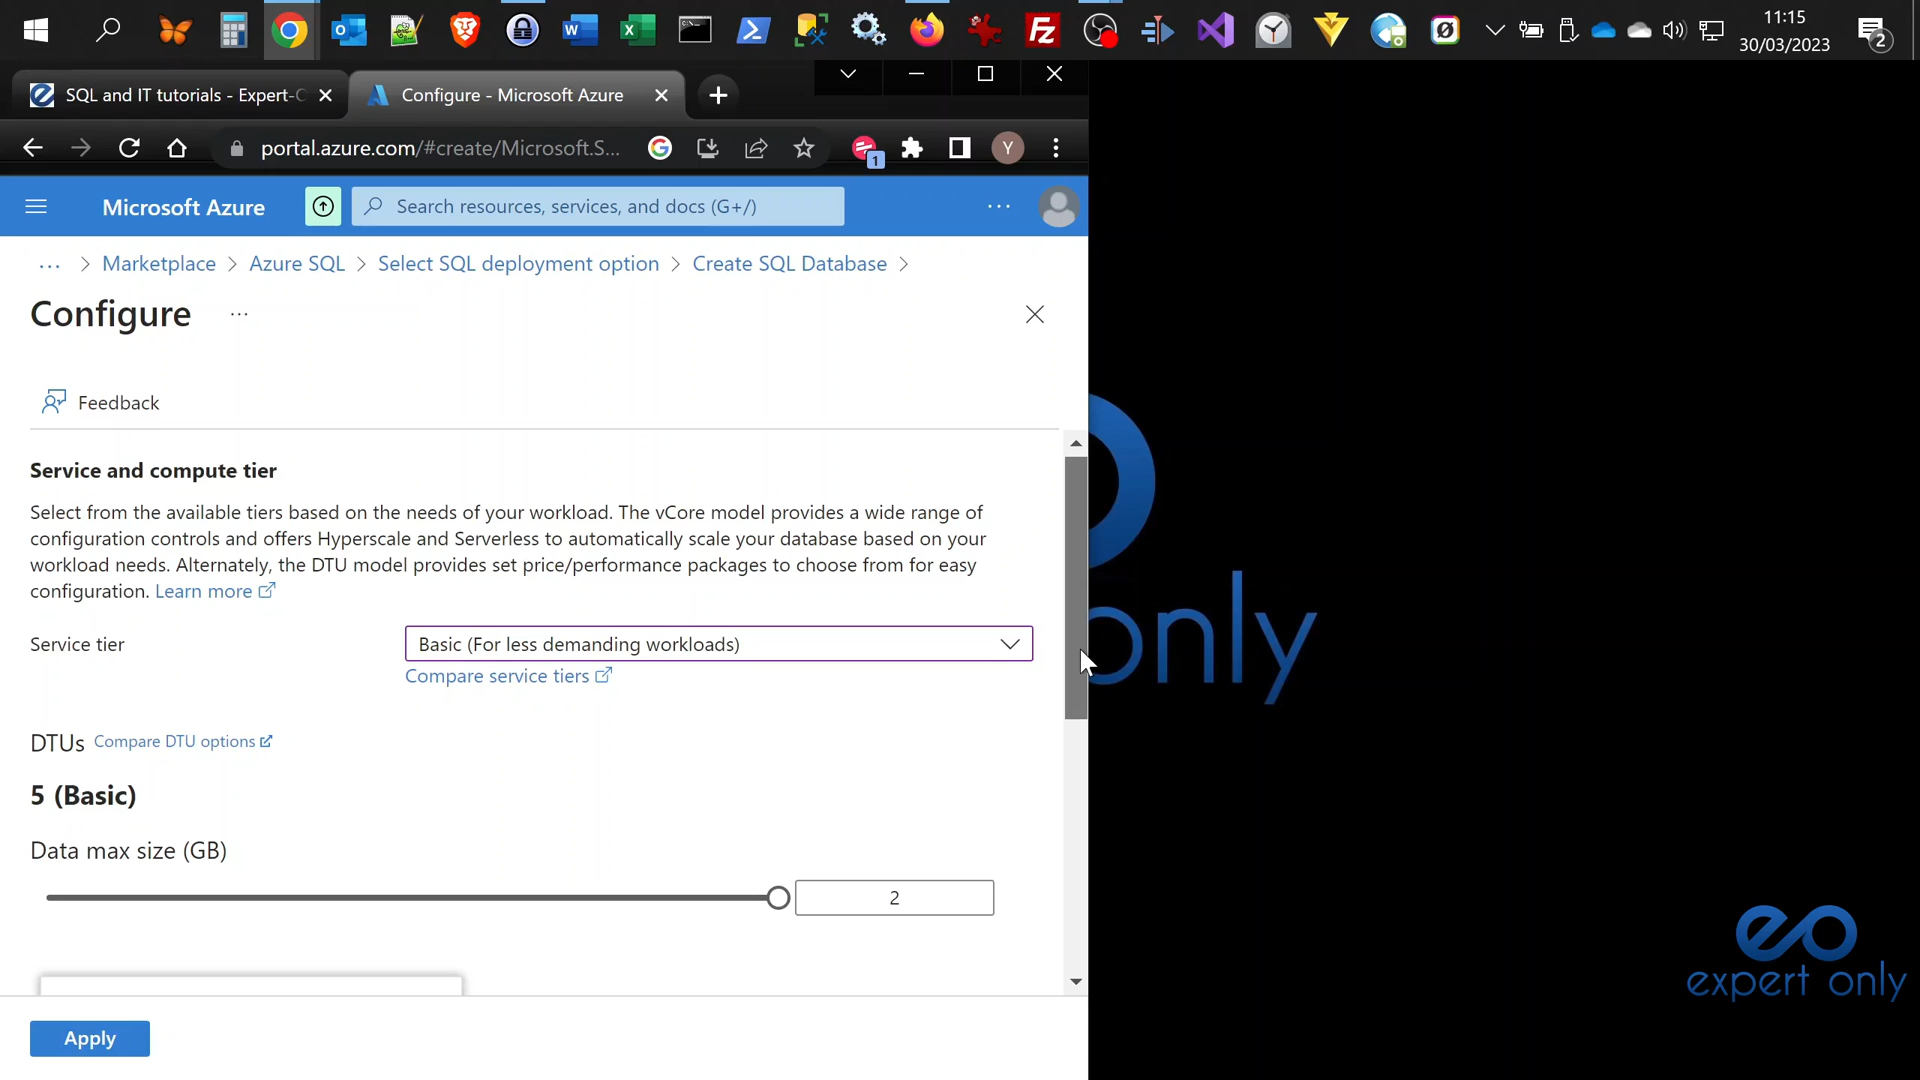 11:15
30/03/2023
2
SQL and IT tutorials - Expert-O
Configure - Microsoft Azure
portal.azure.com/#create/Microsoft.S...
1
Y
Microsoft Azure
Search resources, services, and docs (G+/)
... > Marketplace > Azure SQL > Select SQL deployment option > Create SQL Database >
Configure ...
Feedback
Service and compute tier
Select from the available tiers based on the needs of your workload. The vCore model provides a wide range of
configuration controls and offers Hyperscale and Serverless to automatically scale your database based on your
workload needs. Alternately, the DTU model provides set price/performance packages to choose from for easy
configuration. Learn more
Service tier
Basic (For less demanding workloads)
Compare service tiers
DTUs Compare DTU options
5 (Basic)
Data max size (GB)
2
Apply
only
eo
expert only